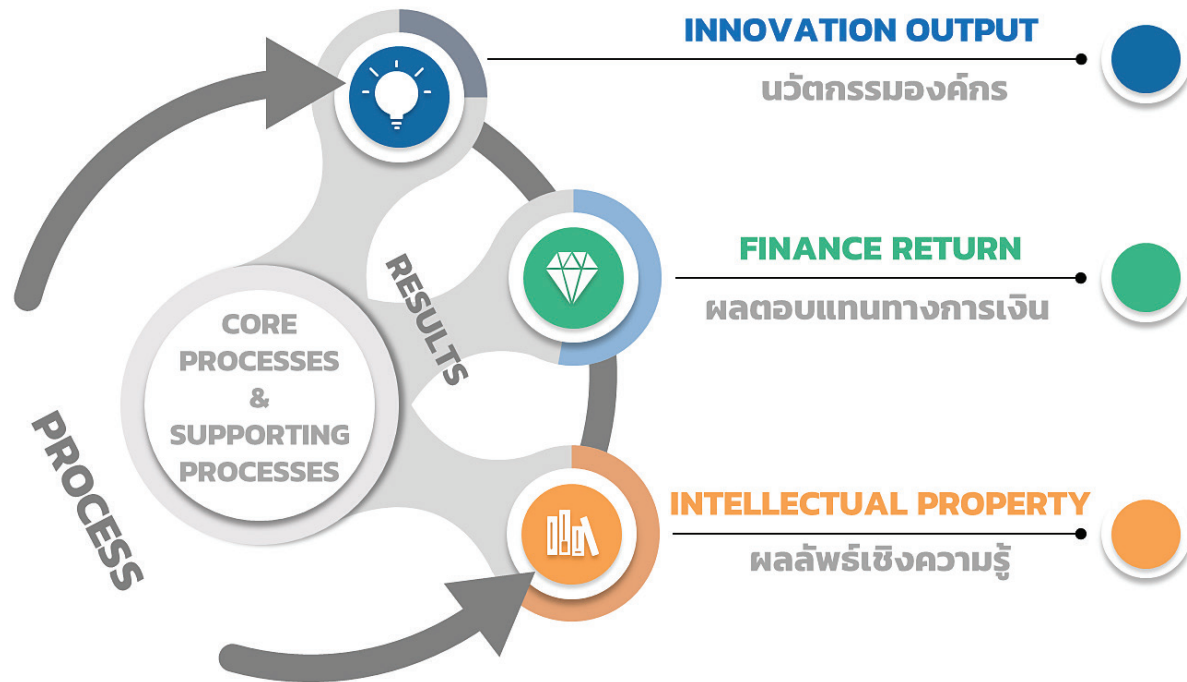 INNOVATION OUTPUT
นวัตกรรมองค์กร
FINANCE RETURN
ผลตอบแทนทางการเงิน
RESULTS
CORE
PROCESSES
&
SUPPORTING
PROCESSES
PROCESS
INTELLECTUAL PROPERTY
ผลลัพธ์เชิงความรู้